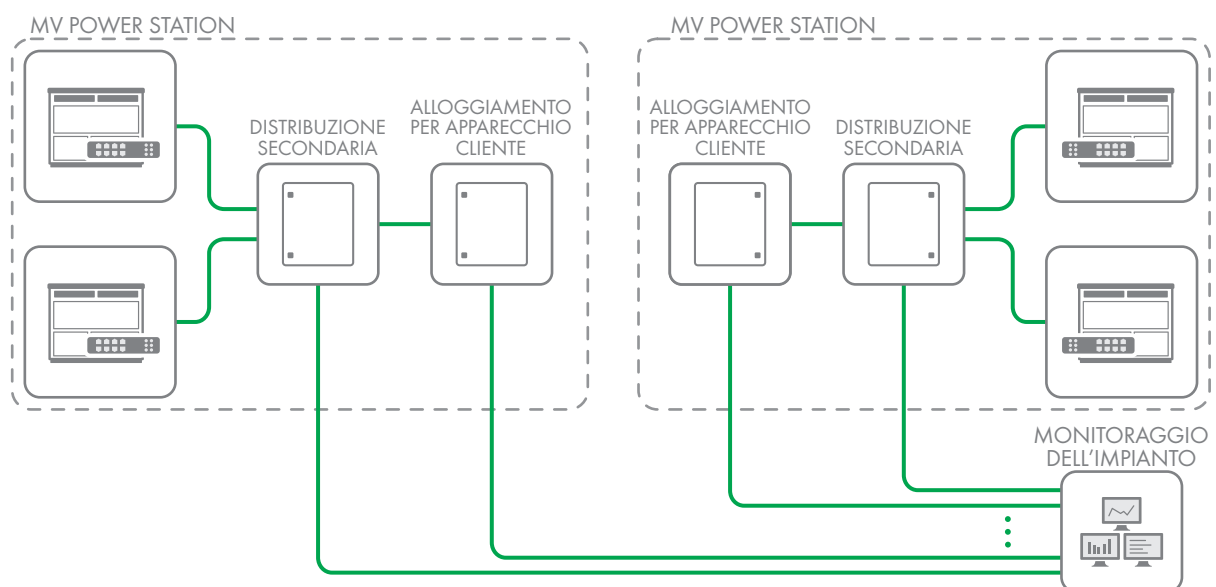 MV POWER STATION
DISTRIBUZIONE
SECONDARIA
ALLOGGIAMENTO
PER APPARECCHIO
CLIENTE
MV POWER STATION
ALLOGGIAMENTO
PER APPARECCHIO
CLIENTE
DISTRIBUZIONE
SECONDARIA
MONITORAGGIO
DELL'IMPIANTO